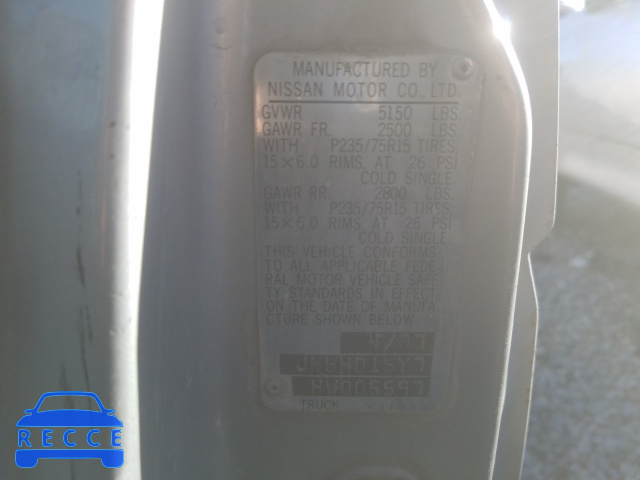 MANUFACTURED BY
NISSAN MOTOR CO., LTD.
GVWR 5150 LBS.
GAWR FR. 2500 LBS.
WITH P235/75R15 TIRES,
15×6.0 RIMS, AT 26 PSI
COLD SINGLE.
GAWR RR. 2800 LBS.
WITH P235/75R15 TIRES,
15×6.0 RIMS, AT 26 PSI
COLD SINGLE.
THIS VEHICLE CONFORMS
TO ALL APPLICABLE FEDE-
RAL MOTOR VEHICLE SAFE-
TY STANDARDS IN EFFECT
ON THE DATE OF MANUFA-
CTURE SHOWN BELOW.
JN8HD16Y7
HW005597
TRUCK
RECCE